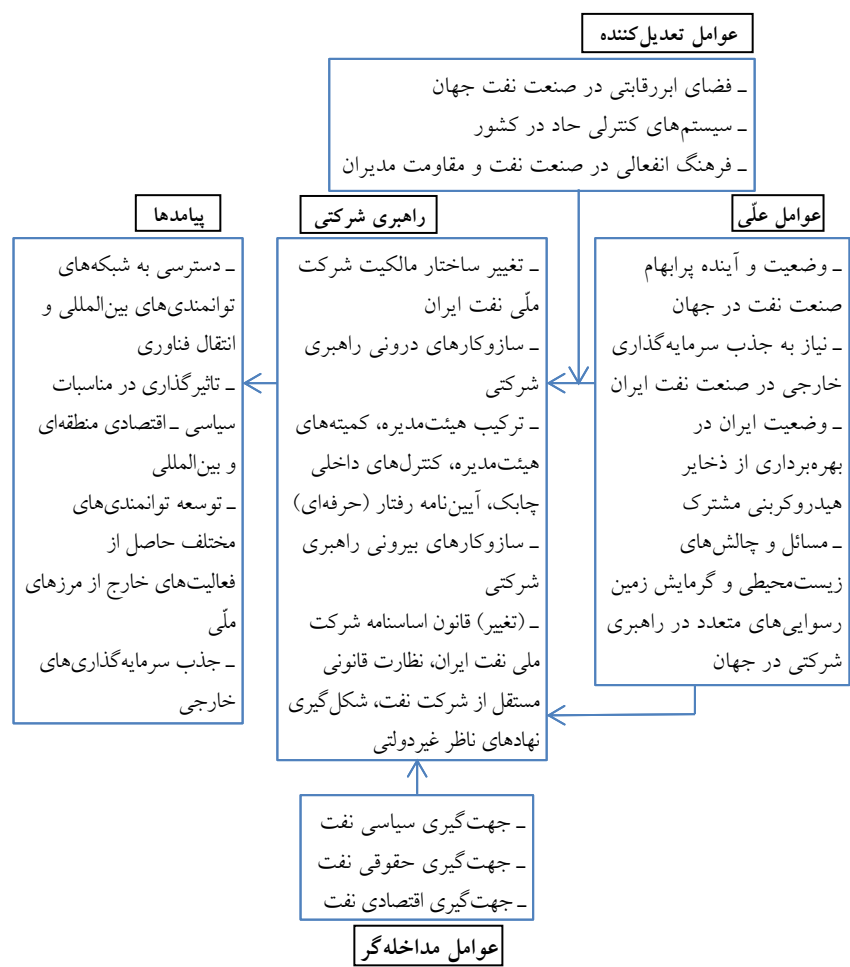 عوامل تعدیل‌کننده
ـ فضای ابررقابتی در صنعت نفت جهان
ـ سیستم‌های کنترلی حاد در کشور
ـ فرهنگ انفعالی در صنعت نفت و مقاومت مدیران
عوامل علّی
ـ وضعیت و آینده پرابهام
صنعت نفت در جهان
ـ نیاز به جذب سرمایه‌گذاری
خارجی در صنعت نفت ایران
ـ وضعیت ایران در
بهره‌برداری از ذخایر
هیدروکربنی مشترک
ـ مسائل و چالش‌های
زیست‌محیطی و گرمایش زمین
رسوایی‌های متعدد در راهبری
شرکتی در جهان
راهبری شرکتی
ـ تغییر ساختار مالکیت شرکت
ملّی نفت ایران
ـ سازوکارهای درونی راهبری
شرکتی
ـ ترکیب هیئت‌مدیره، کمیته‌های
هیئت‌مدیره، کنترل‌های داخلی
چابک، آیین‌نامه رفتار (حرفه‌ای)
ـ سازوکارهای بیرونی راهبری
شرکتی
ـ (تغییر) قانون اساسنامه شرکت
ملی نفت ایران، نظارت قانونی
مستقل از شرکت نفت، شکل‌گیری
نهادهای ناظر غیردولتی
پیامدها
ـ دسترسی به شبکه‌های
توانمندی‌های بین‌المللی و
انتقال فناوری
ـ تاثیرگذاری در مناسبات
سیاسی ـ اقتصادی منطقه‌ای
و بین‌المللی
ـ توسعه توانمندی‌های
مختلف حاصل از
فعالیت‌های خارج از مرزهای
ملّی
ـ جذب سرمایه‌گذاری‌های
خارجی
ـ جهت‌گیری سیاسی نفت
ـ جهت‌گیری حقوقی نفت
ـ جهت‌گیری اقتصادی نفت
عوامل مداخله‌گر